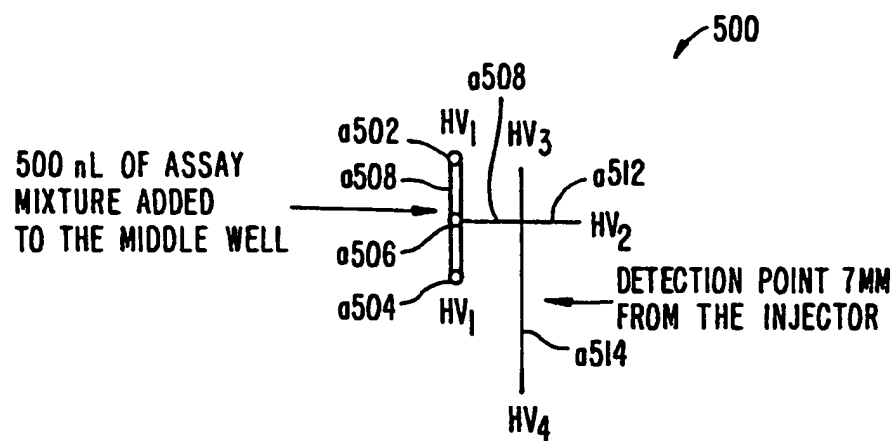 500
a508
a502
HV1
HV3
500 nL OF ASSAY
MIXTURE ADDED
TO THE MIDDLE WELL
a508
a512
HV2
a506
a504
HV1
DETECTION POINT 7MM
FROM THE INJECTOR
a514
HV4